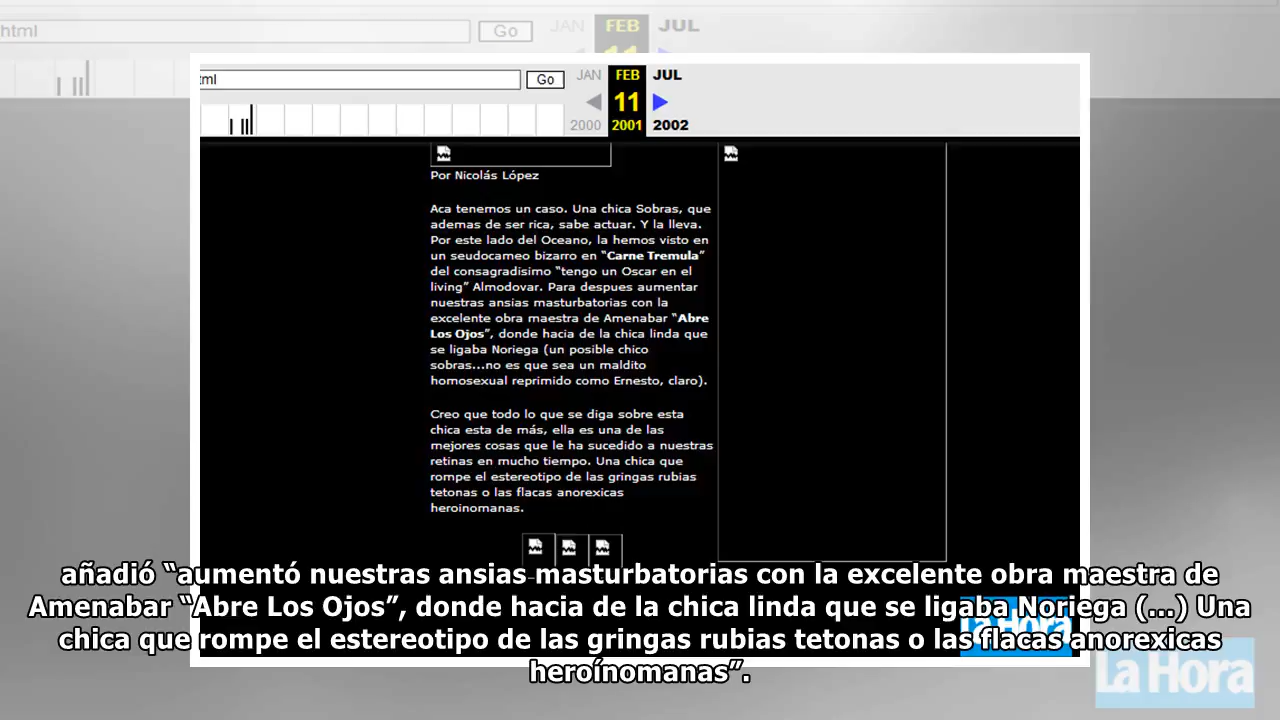 html
Go
JAN
FEB
JUL
11
html
Go
JAN
FEB
JUL
11
2000
2001
2002
Por Nicolás López
Aca tenemos un caso. Una chica Sobras, que
ademas de ser rica, sabe actuar. Y la lleva.
Por este lado del Oceano, la hemos visto en
un seudocameo bizarro en “Carne Tremula”
del consagradisimo “tengo un Oscar en el
living” Almodovar. Para despues aumentar
nuestras ansias masturbatorias con la
excelente obra maestra de Amenabar “Abre
Los Ojos”, donde hacia de la chica linda que
se ligaba Noriega (un posible chico
sobras...no es que sea un maldito
homosexual reprimido como Ernesto, claro).
Creo que todo lo que se diga sobre esta
chica esta de más, ella es una de las
mejores cosas que le ha sucedido a nuestras
retinas en mucho tiempo. Una chica que
rompe el estereotipo de las gringas rubias
tetonas o las flacas anorexicas
heroinomanas.
añadió “aumentó nuestras ansias masturbatorias con la excelente obra maestra de
Amenabar “Abre Los Ojos”, donde hacia de la chica linda que se ligaba Noriega (...) Una
chica que rompe el estereotipo de las gringas rubias tetonas o las flacas anorexicas
heroínomanas”.
La Hora
La Hora